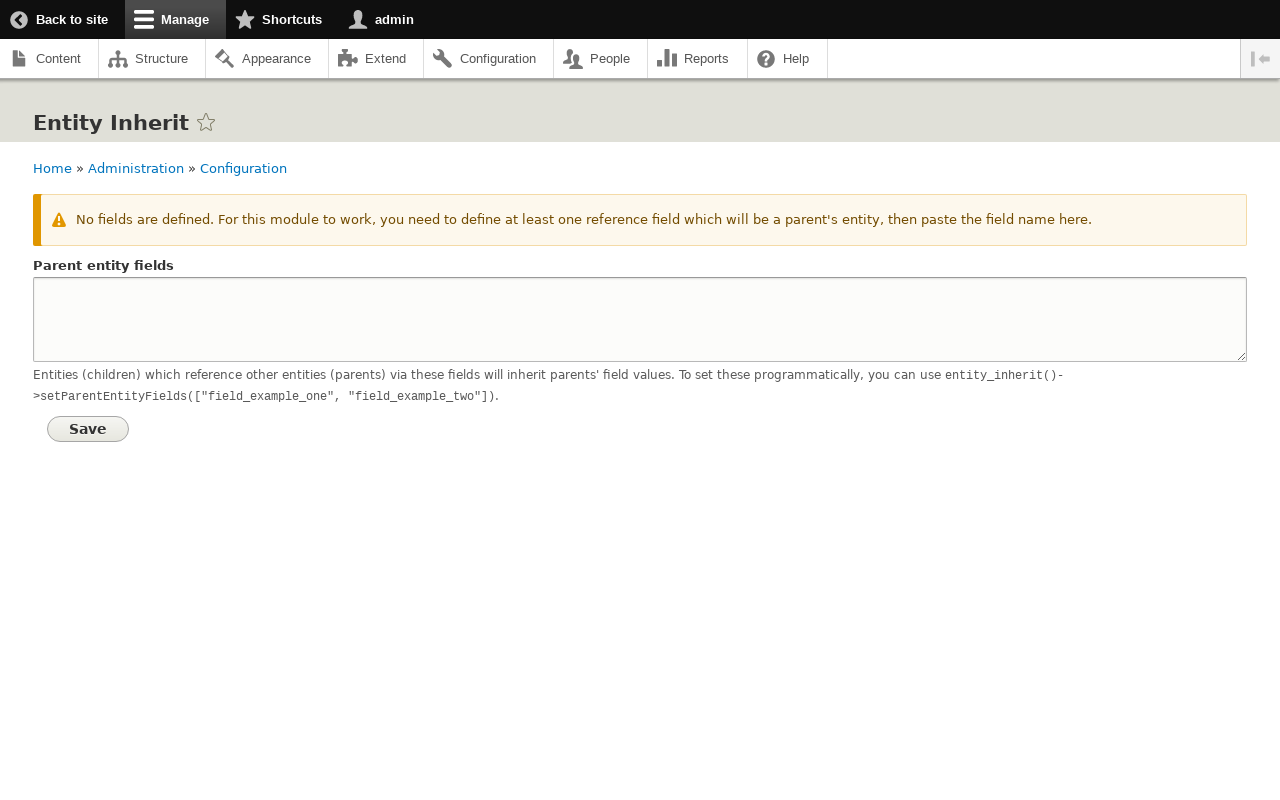 Back to site Manage Shortcuts admin
Content Structure Appearance Extend Configuration People Reports Help
Entity Inherit
Home » Administration » Configuration
No fields are defined. For this module to work, you need to define at least one reference field which will be a parent's entity, then paste the field name here.
Parent entity fields
Entities (children) which reference other entities (parents) via these fields will inherit parents' field values. To set these programmatically, you can use entity_inherit()-
>setParentEntityFields(["field_example_one", "field_example_two"]).
Save